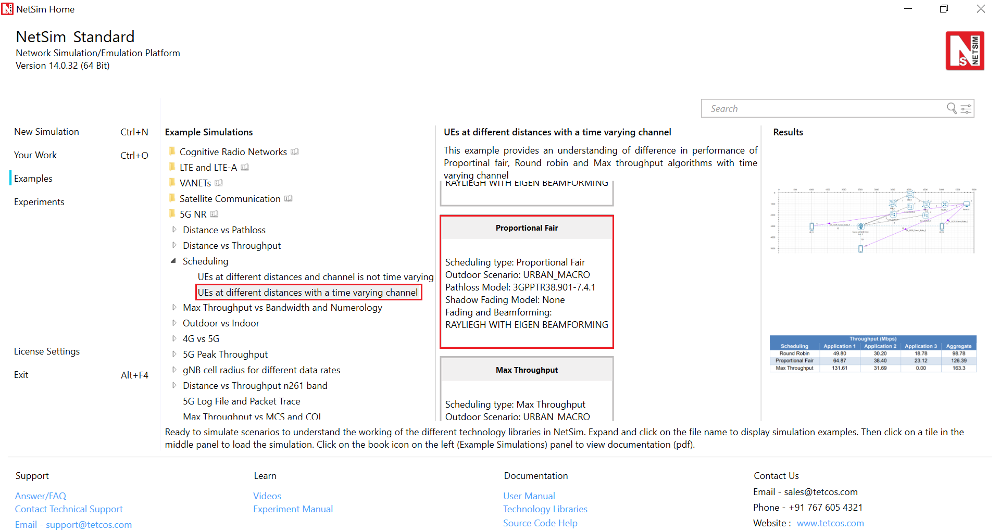 NetSim Home
NetSim Standard
Network Simulation/Emulation Platform
Version 14.0.32 (64 Bit)
NETSIM
Search
New Simulation Ctrl+N
Your Work Ctrl+O
Examples
Experiments
License Settings
Exit Alt+F4
Example Simulations
Cognitive Radio Networks
LTE and LTE-A
VANETs
Satellite Communication
5G NR
Distance vs Pathloss
Distance vs Throughput
Scheduling
UEs at different distances and channel is not time varying
UEs at different distances with a time varying channel
Max Throughput vs Bandwidth and Numerology
Outdoor vs Indoor
4G vs 5G
5G Peak Throughput
gNB cell radius for different data rates
Distance vs Throughput n261 band
5G Log File and Packet Trace
Max Throughput vs MCS and CQI
UEs at different distances with a time varying channel
This example provides an understanding of difference in performance of
Proportinal fair, Round robin and Max throughput algorithms with time
varying channel
RAYLIEGH WITH EIGEN BEAMFORMING
Proportional Fair
Scheduling type: Proportional Fair
Outdoor Scenario: URBAN_MACRO
Pathloss Model: 3GPPTR38.901-7.4.1
Shadow Fading Model: None
Fading and Beamforming:
RAYLIEGH WITH EIGEN BEAMFORMING
Max Throughput
Scheduling type: Max Throughput
Outdoor Scenario: URBAN_MACRO
Results
Throughput (Mbps)
Scheduling Application 1 Application 2 Application 3 Aggregate
Round Robin 49.80 30.20 18.78 98.78
Proportional Fair 64.87 38.40 23.12 126.39
Max Throughput 131.61 31.69 0.00 163.3
Ready to simulate scenarios to understand the working of the different technology libraries in NetSim. Expand and click on the file name to display simulation examples. Then click on a tile in the
middle panel to load the simulation. Click on the book icon on the left (Example Simulations) panel to view documentation (pdf).
Support
Answer/FAQ
Contact Technical Support
Email - support@tetcos.com
Learn
Videos
Experiment Manual
Documentation
User Manual
Technology Libraries
Source Code Help
Contact Us
Email - sales@tetcos.com
Phone - +91 767 605 4321
Website : www.tetcos.com